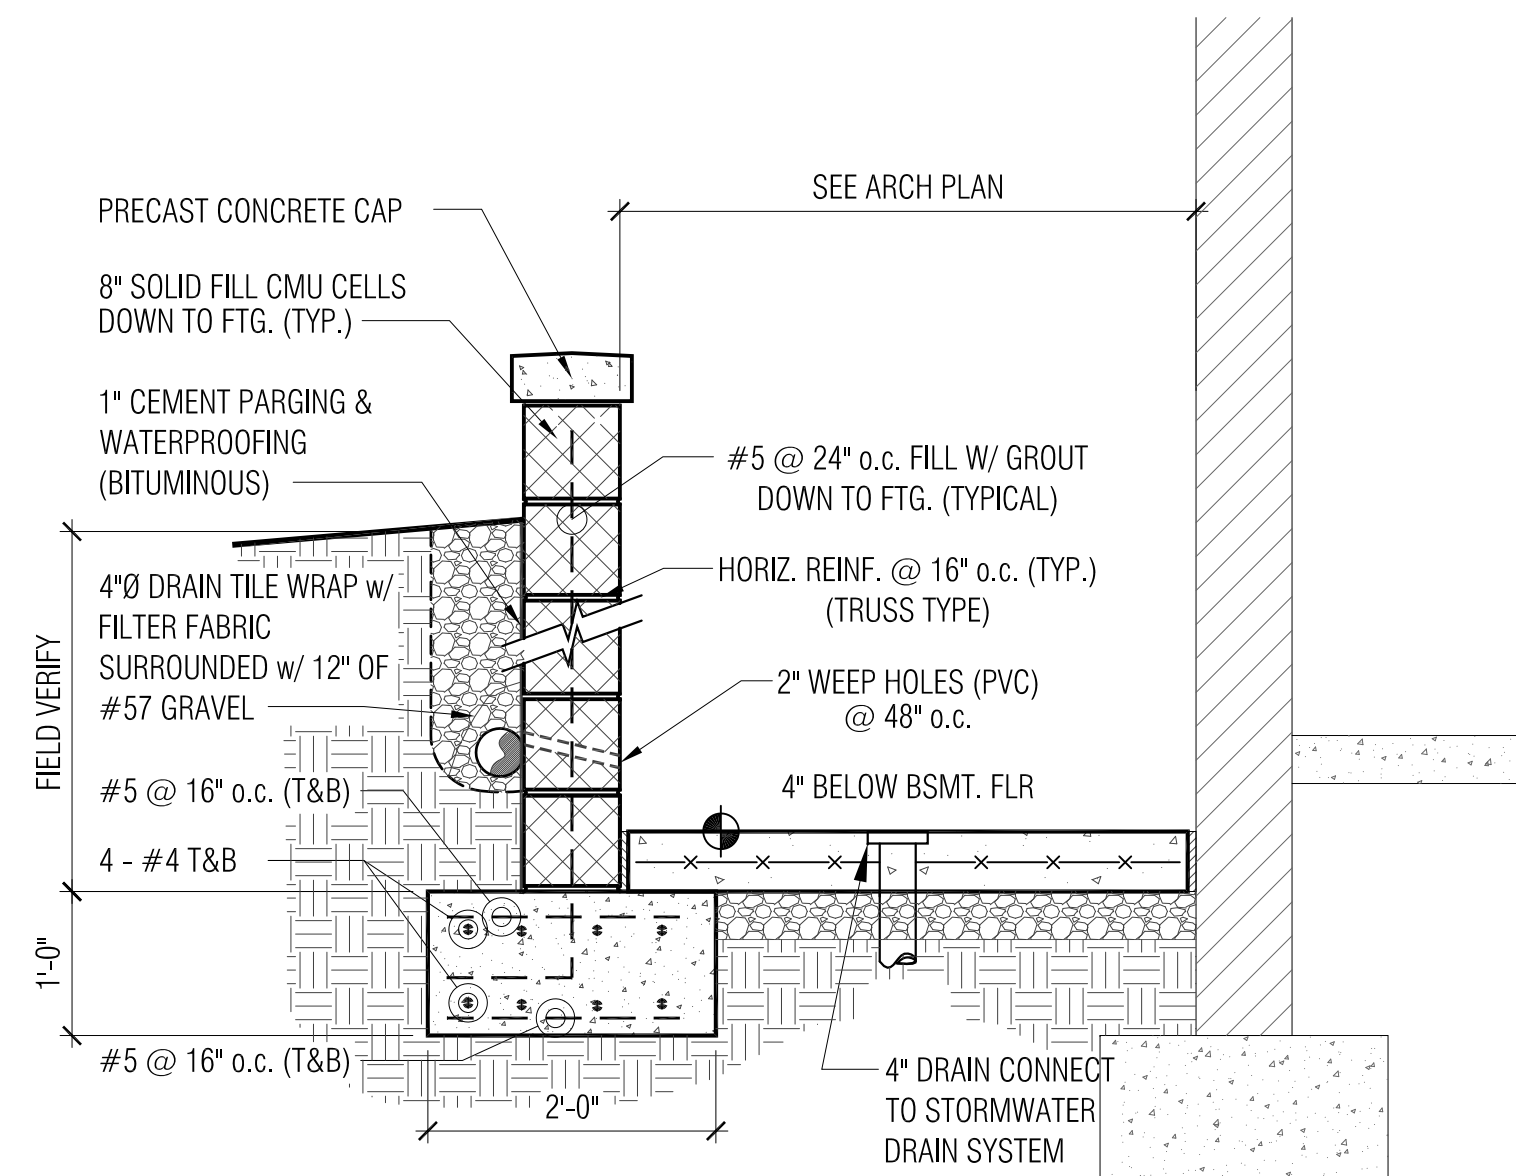 SEE ARCH PLAN
PRECAST CONCRETE CAP
8" SOLID FILL CMU CELLS
DOWN TO FTG. (TYP.)
1" CEMENT PARGING &
WATERPROOFING
(BITUMINOUS)
#5 @ 24" o.c. FILL W/ GROUT
DOWN TO FTG. (TYPICAL)
HORIZ. REINF. @ 16" o.c. (TYP.)
(TRUSS TYPE)
4"Ø DRAIN TILE WRAP w/
FILTER FABRIC
SURROUNDED w/ 12" OF
#57 GRAVEL
FIELD VERIFY
2" WEEP HOLES (PVC)
@ 48" o.c.
#5 @ 16" o.c. (T&B)
4" BELOW BSMT. FLR
4 - #4 T&B
1'-0"
#5 @ 16" o.c. (T&B)
2'-0"
4" DRAIN CONNECT
TO STORMWATER
DRAIN SYSTEM